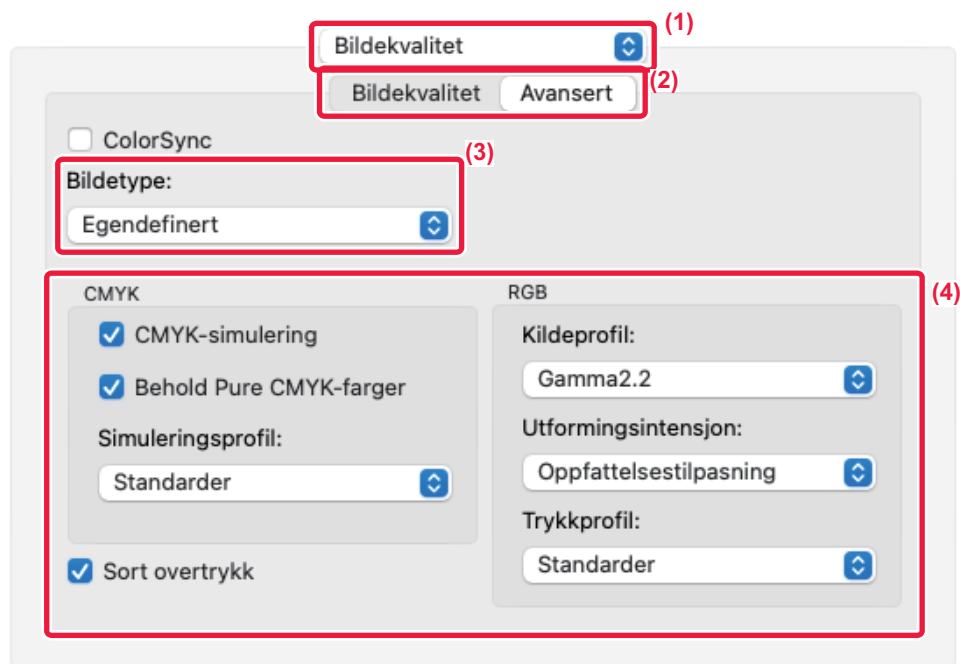 (1)
Bildekvalitet
(2)
Bildekvalitet Avansert
ColorSync
(3)
Bildetype:
Egendefinert
(4)
CMYK
CMYK-simulering
Behold Pure CMYK-farger
Simuleringsprofil:
Standarder
Sort overtrykk
RGB
Kildeprofil:
Gamma2.2
Utformingsintensjon:
Oppfattelsestilpasning
Trykkprofil:
Standarder